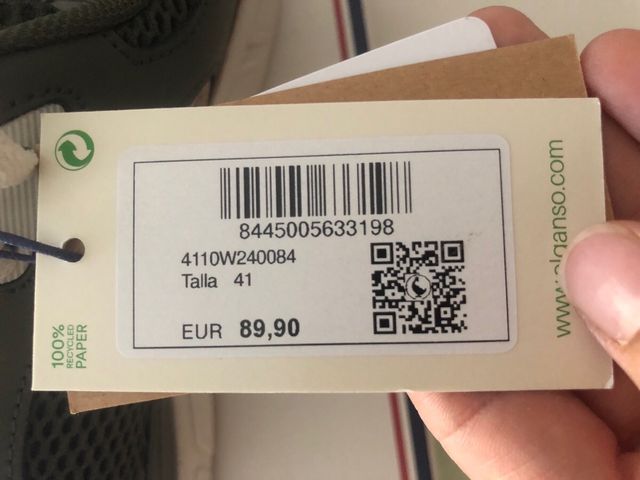 8445005633198
4110W240084
Talla 41
EUR 89,90
100%
RECYCLED
PAPER
www.elganso.com